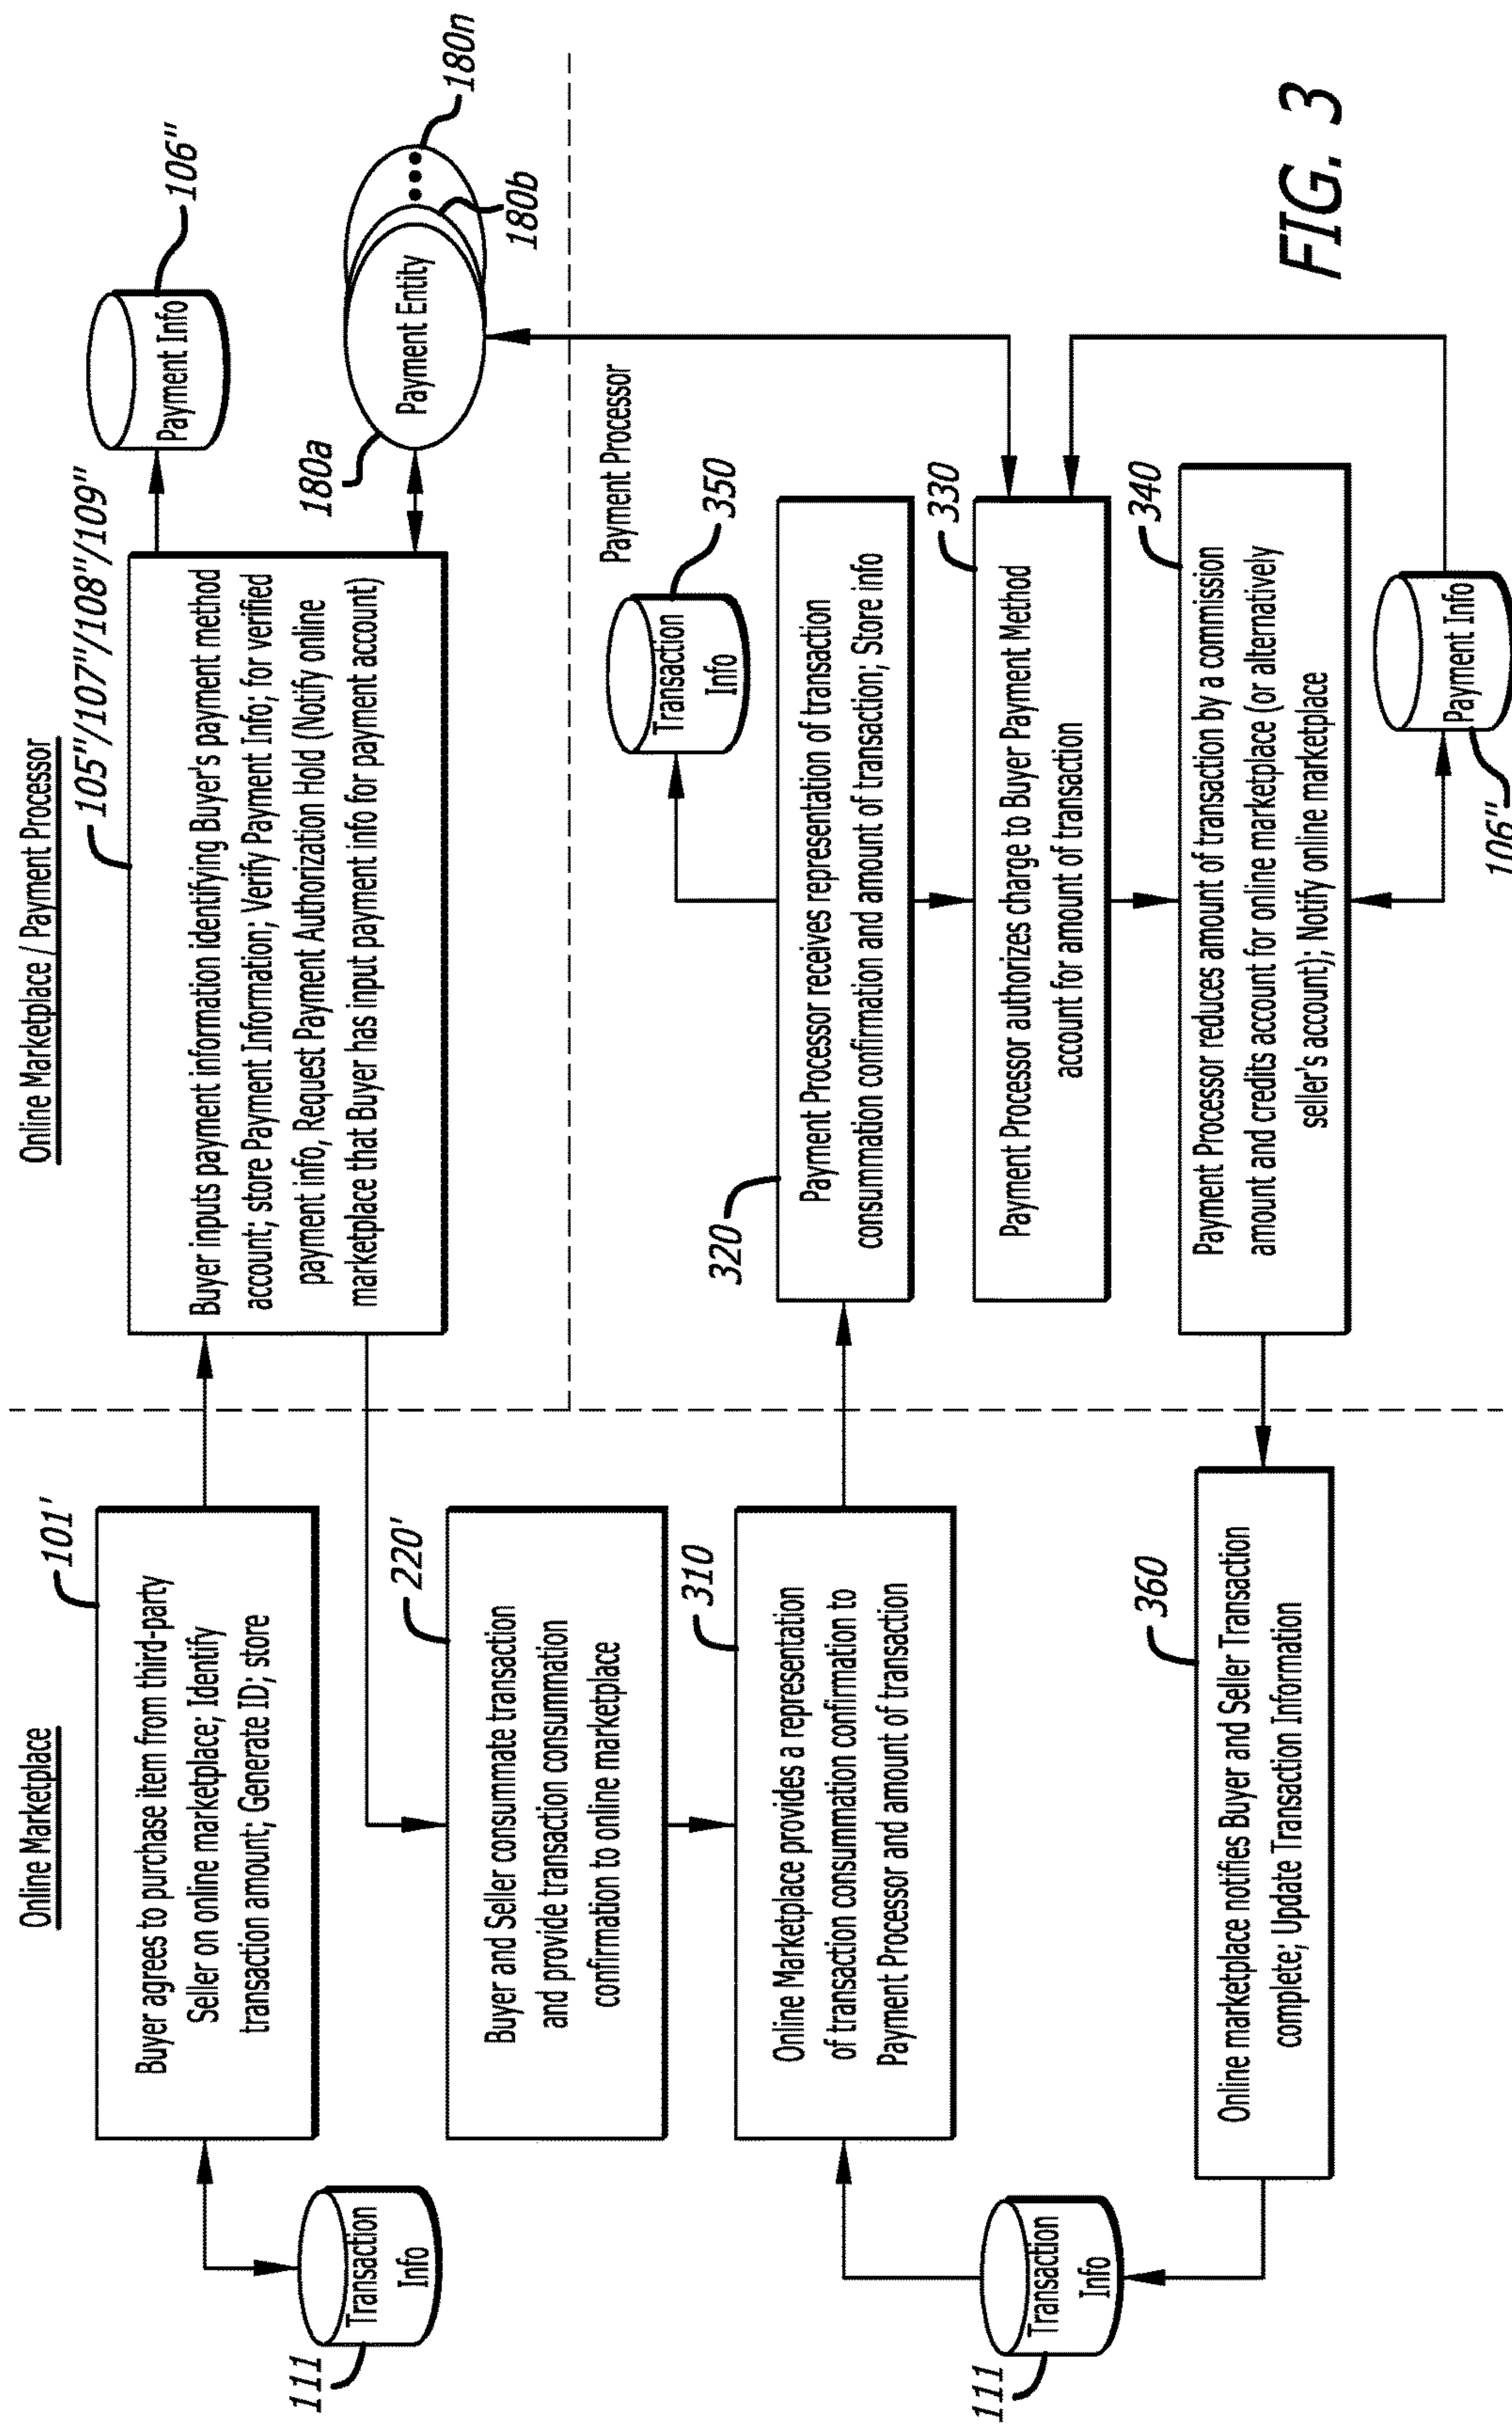 Online Marketplace
Online Marketplace / Payment Processor
101'
Buyer agrees to purchase item from third-party
Seller on online marketplace; Identify
transaction amount; Generate ID; store
Transaction
Info
111
105"/107"/108"/109"
Buyer inputs payment information identifying Buyer's payment method
account; store Payment Information; Verify Payment Info; for verified
payment info, Request Payment Authorization Hold (Notify online
marketplace that Buyer has input payment info for payment account)
Payment Info
106"
180a
Payment Entity
180b
180n
220'
Buyer and Seller consummate transaction
and provide transaction consummation
confirmation to online marketplace
Payment Processor
310
Online Marketplace provides a representation
of transaction consummation confirmation to
Payment Processor and amount of transaction
Transaction
Info
111
Transaction
Info
350
320
Payment Processor receives representation of transaction
consummation confirmation and amount of transaction; Store info
330
Payment Processor authorizes charge to Buyer Payment Method
account for amount of transaction
340
Payment Processor reduces amount of transaction by a commission
amount and credits account for online marketplace (or alternatively
seller's account); Notify online marketplace
Payment Info
106"
360
Online marketplace notifies Buyer and Seller Transaction
complete; Update Transaction Information
FIG. 3